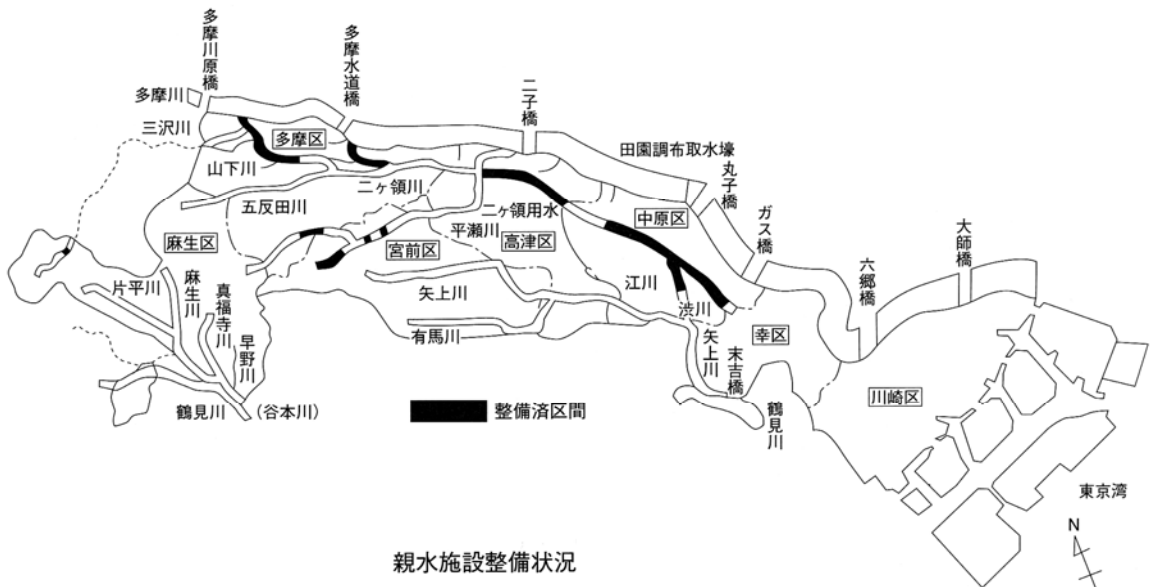 多摩川原橋
多摩水道橋
二子橋
多摩川
三沢川
多摩区
田園調布取水壕
丸子橋
ガス橋
大師橋
六郷橋
山下川
二ヶ領川
五反田川
二ヶ領用水
中原区
平瀬川
高津区
麻生区
宮前区
江川
片平川
麻生川
真福寺川
早野川
矢上川
渋川
有馬川
矢上川
幸区
末吉橋
川崎区
鶴見川
(谷本川)
整備済区間
鶴見川
東京湾
N
親水施設整備状況